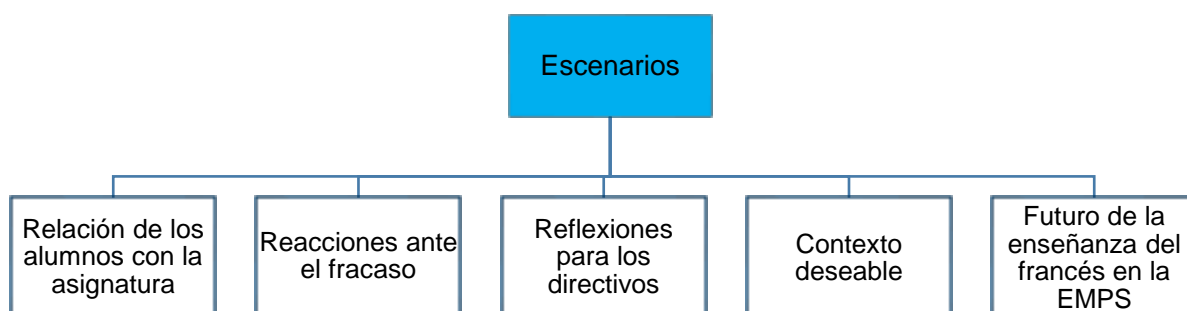 Escenarios
Relación de los
alumnos con la
asignatura
Reacciones ante
el fracaso
Reflexiones
para los
directivos
Contexto
deseable
Futuro de la
enseñanza del
francés en la
EMPS